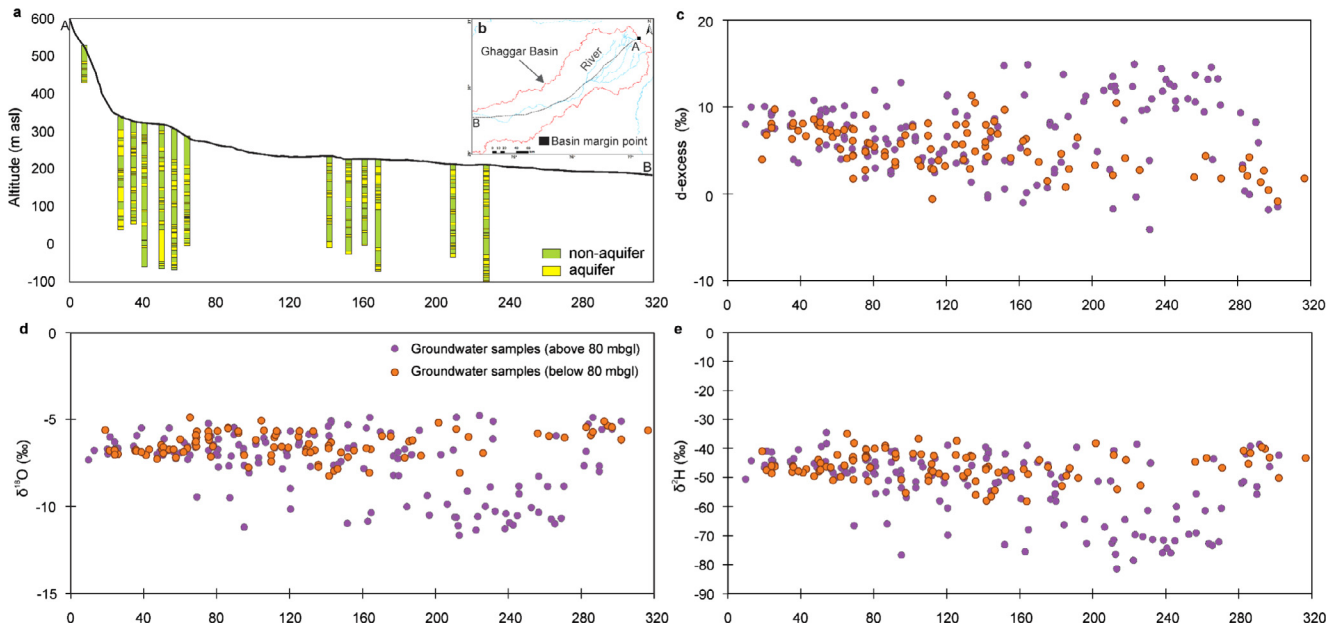 a
600
500
400
300
200
100
0
-100
Altitude (m asl)
A
B
0 40 80 120 160 200 240 280 320
non-aquifer
aquifer
b
Ghaggar Basin
River
A
B
Basin margin point
c
20
10
0
-10
d-excess (‰)
0 40 80 120 160 200 240 280 320
d
0
-5
-10
-15
δ¹⁸O (‰)
Groundwater samples (above 80 mbgl)
Groundwater samples (below 80 mbgl)
0 40 80 120 160 200 240 280 320
e
0
-10
-20
-30
-40
-50
-60
-70
-80
-90
δ²H (‰)
0 40 80 120 160 200 240 280 320